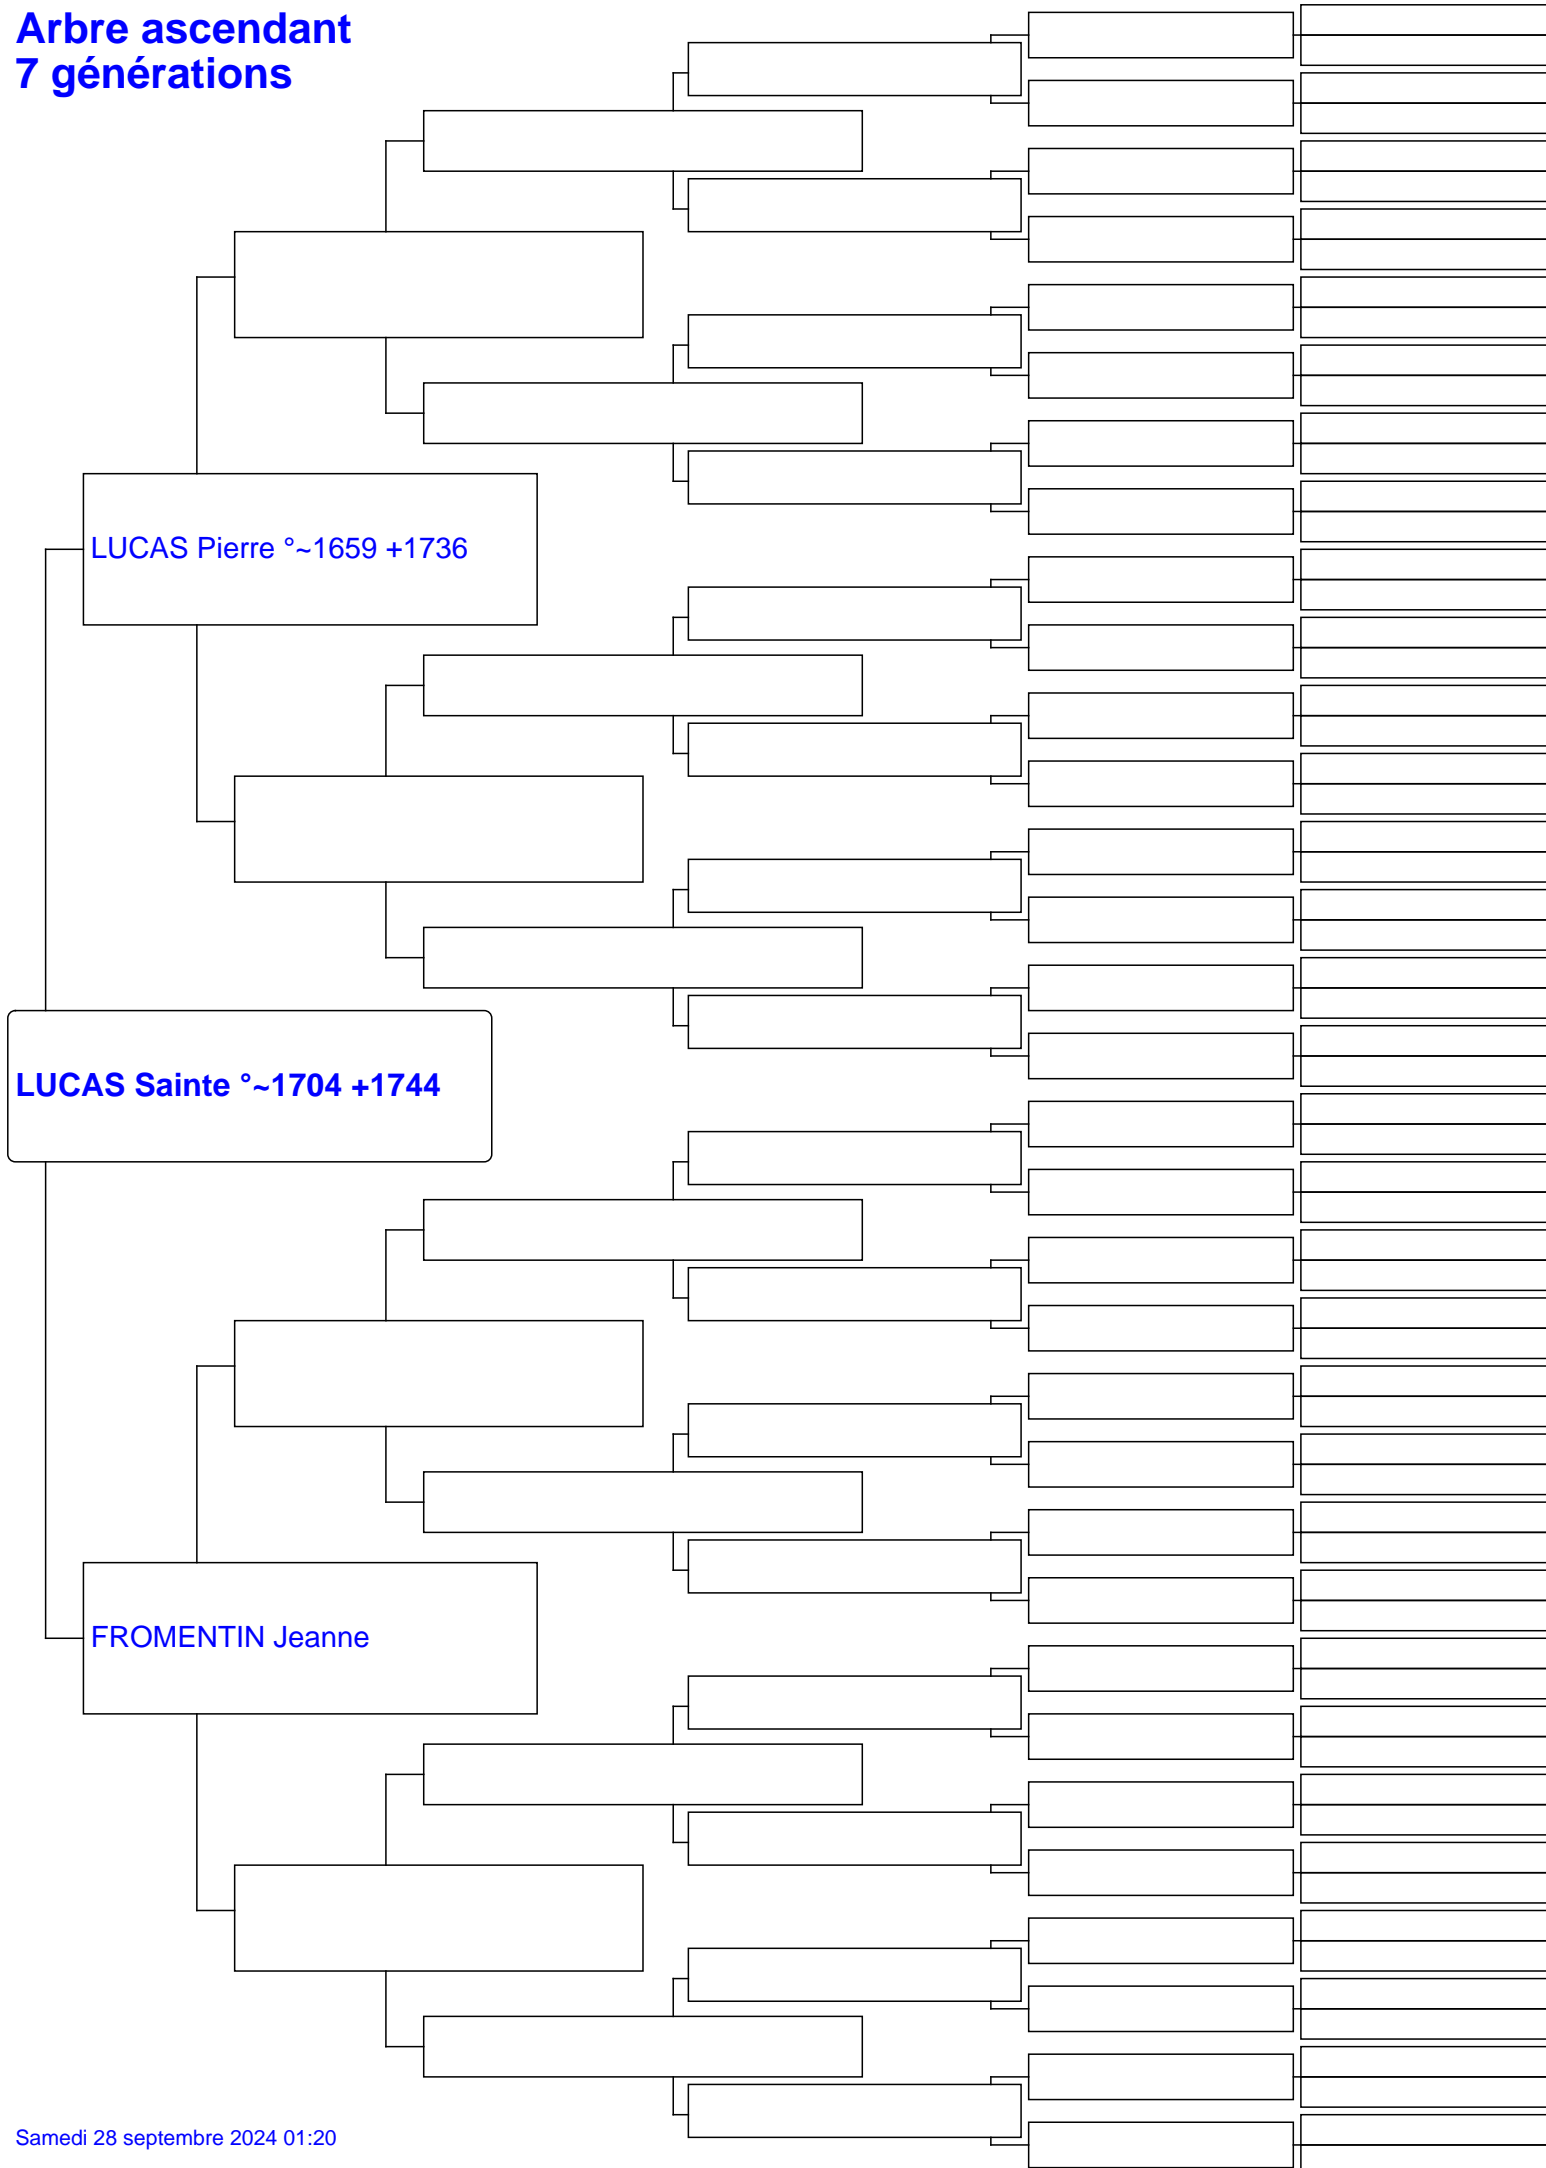 Arbre ascendant
7 générations
LUCAS Pierre °~1659 +1736
LUCAS Sainte °~1704 +1744
FROMENTIN Jeanne
Samedi 28 septembre 2024 01:20